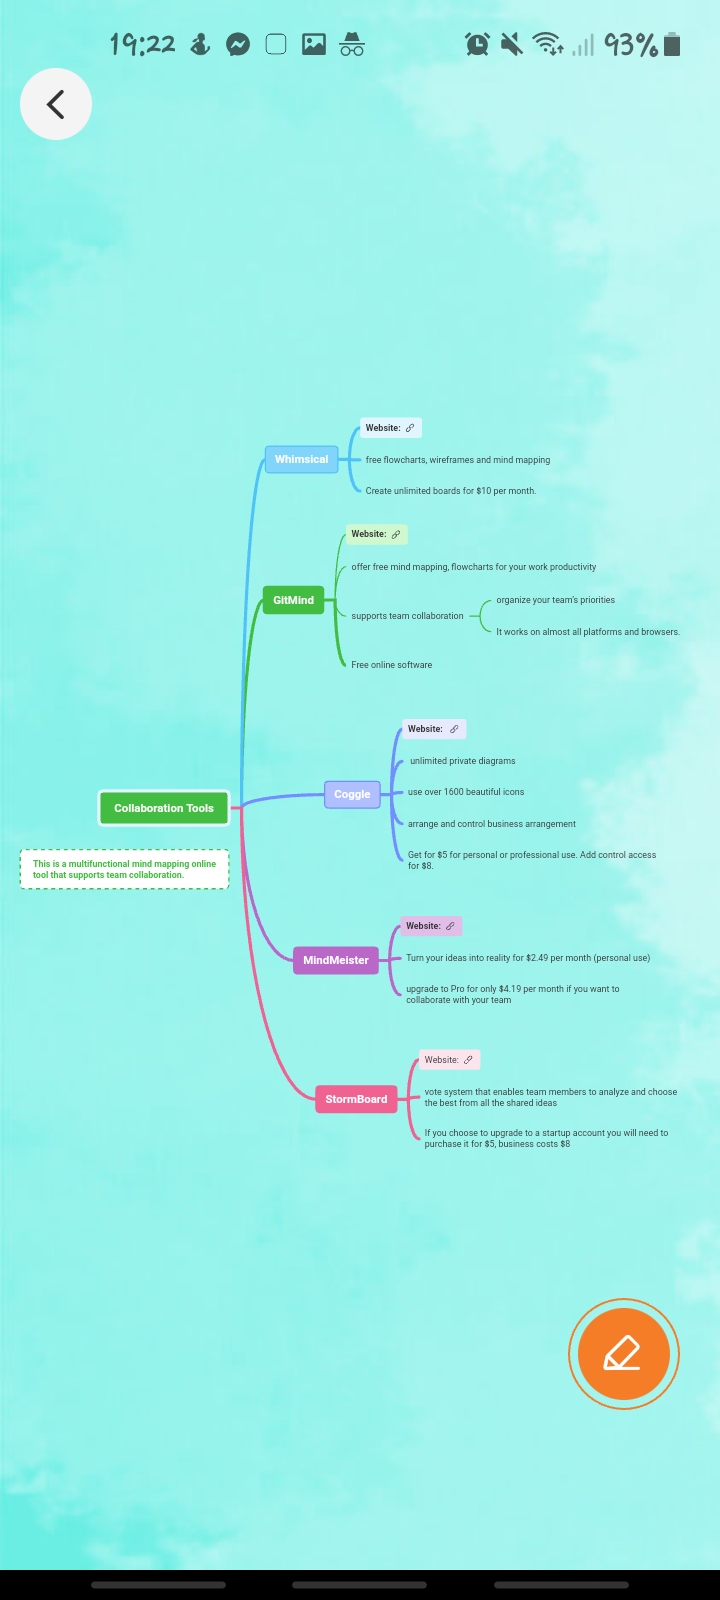 19:22
93%
Website:
Whimsical
free flowcharts, wireframes and mind mapping
Create unlimited boards for $10 per month.
Website:
offer free mind mapping, flowcharts for your work productivity
GitMind
organize your team's priorities
supports team collaboration
It works on almost all platforms and browsers.
Free online software
Website:
unlimited private diagrams
Coggle
use over 1600 beautiful icons
arrange and control business arrangement
Get for $5 for personal or professional use. Add control access
for $8.
Collaboration Tools
This is a multifunctional mind mapping online
tool that supports team collaboration.
Website:
MindMeister
Turn your ideas into reality for $2.49 per month (personal use)
upgrade to Pro for only $4.19 per month if you want to
collaborate with your team
Website:
StormBoard
vote system that enables team members to analyze and choose
the best from all the shared ideas
If you choose to upgrade to a startup account you will need to
purchase it for $5, business costs $8